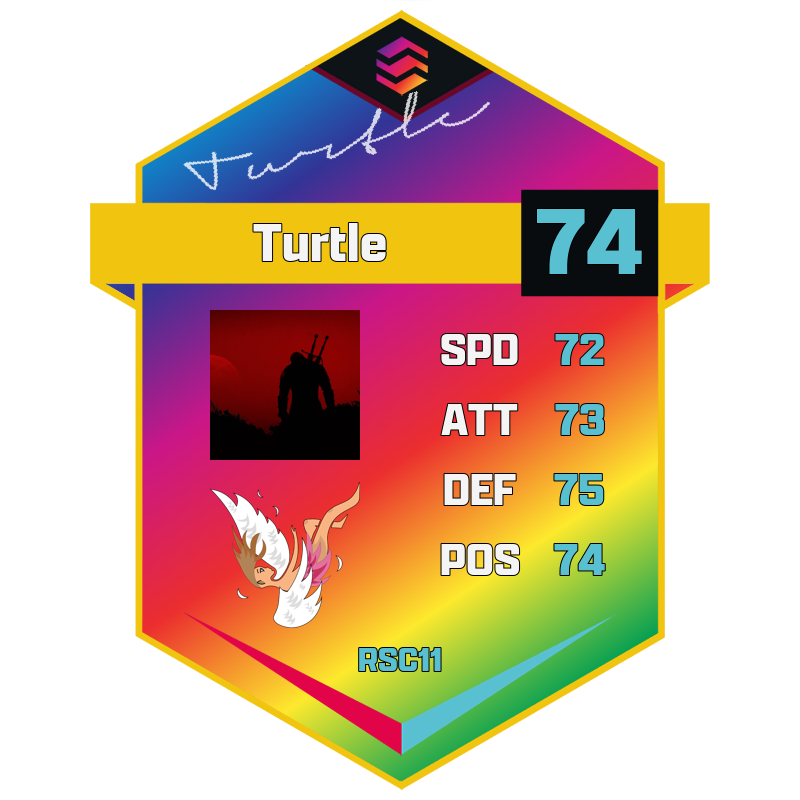 Turtle
Turtle 74
SPD 72
ATT 73
DEF 75
POS 74
RSC11